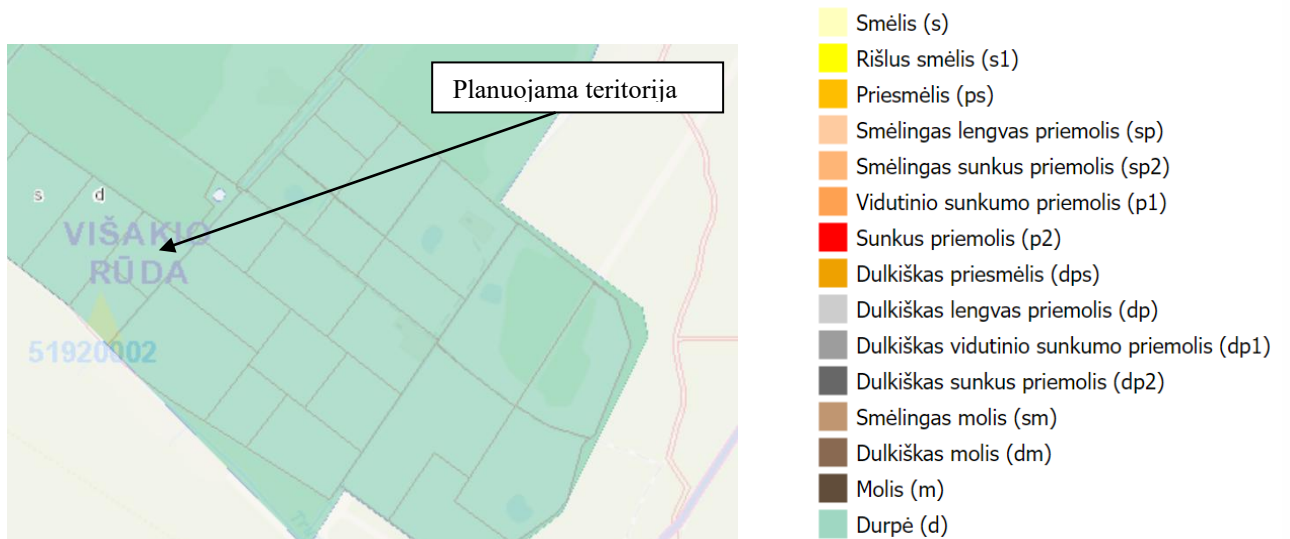 Planuojama teritorija
s d
VIŠAKIO
RŪDA
51920002
Smėlis (s)
Rišlus smėlis (s1)
Priesmėlis (ps)
Smėlingas lengvas priemolis (sp)
Smėlingas sunkus priemolis (sp2)
Vidutinio sunkumo priemolis (p1)
Sunkus priemolis (p2)
Dulkiškas priesmėlis (dps)
Dulkiškas lengvas priemolis (dp)
Dulkiškas vidutinio sunkumo priemolis (dp1)
Dulkiškas sunkus priemolis (dp2)
Smėlingas molis (sm)
Dulkiškas molis (dm)
Molis (m)
Durpė (d)